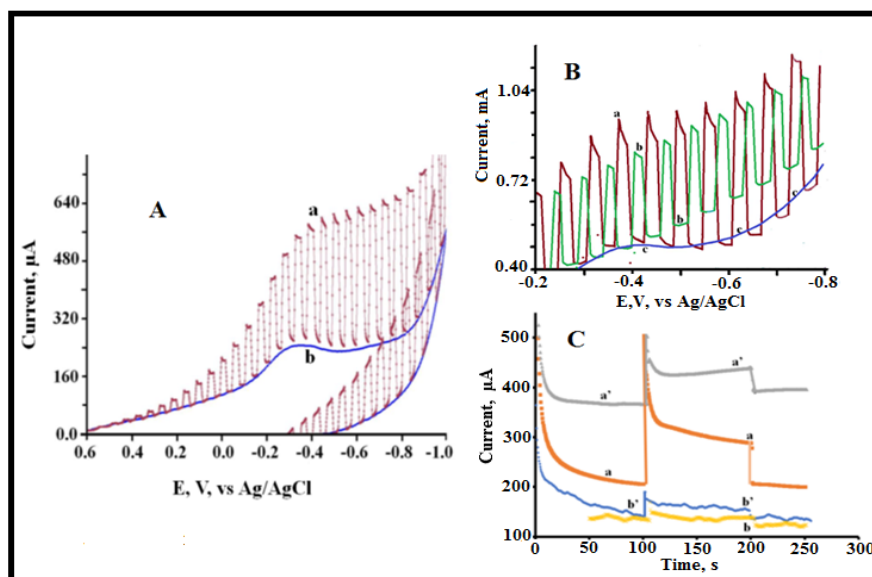 A
a
b
Current, µA
640
480
320
160
0.0
0.6 0.4 0.2 0.0 -0.2 -0.4 -0.6 -0.8 -1.0
E, V, vs Ag/AgCl
B
a
b
b
c
c
c
Current, mA
1.04
0.72
0.40
-0.2 -0.4 -0.6 -0.8
E,V, vs Ag/AgCl
C
a’
a’
a
a
b’
b’
b
Current, µA
500
400
300
200
100
0 50 100 150 200 250 300
Time, s